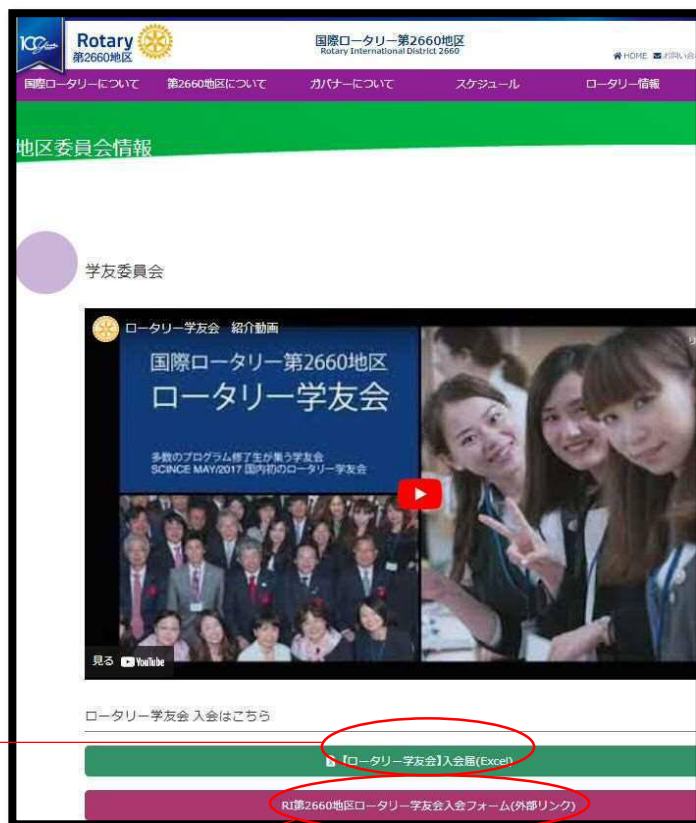 100
Rotary
第2660地区
国際ロータリー第2660地区
Rotary International District 2660
HOME
国際ロータリーについて
第2660地区について
ガバナーについて
スケジュール
ロータリー情報
地区委員会情報
学友委員会
ロータリー学友会 紹介動画
国際ロータリー第2660地区
ロータリー学友会
多数のプログラム修了生が集う学友会
SCINCE MAY/2017 国内初のロータリー学友会
見る YouTube
ロータリー学友会 入会はこちら
【ロータリー学友会】入会届(Excel)
RI第2660地区ロータリー学友会入会フォーム(外部リンク)